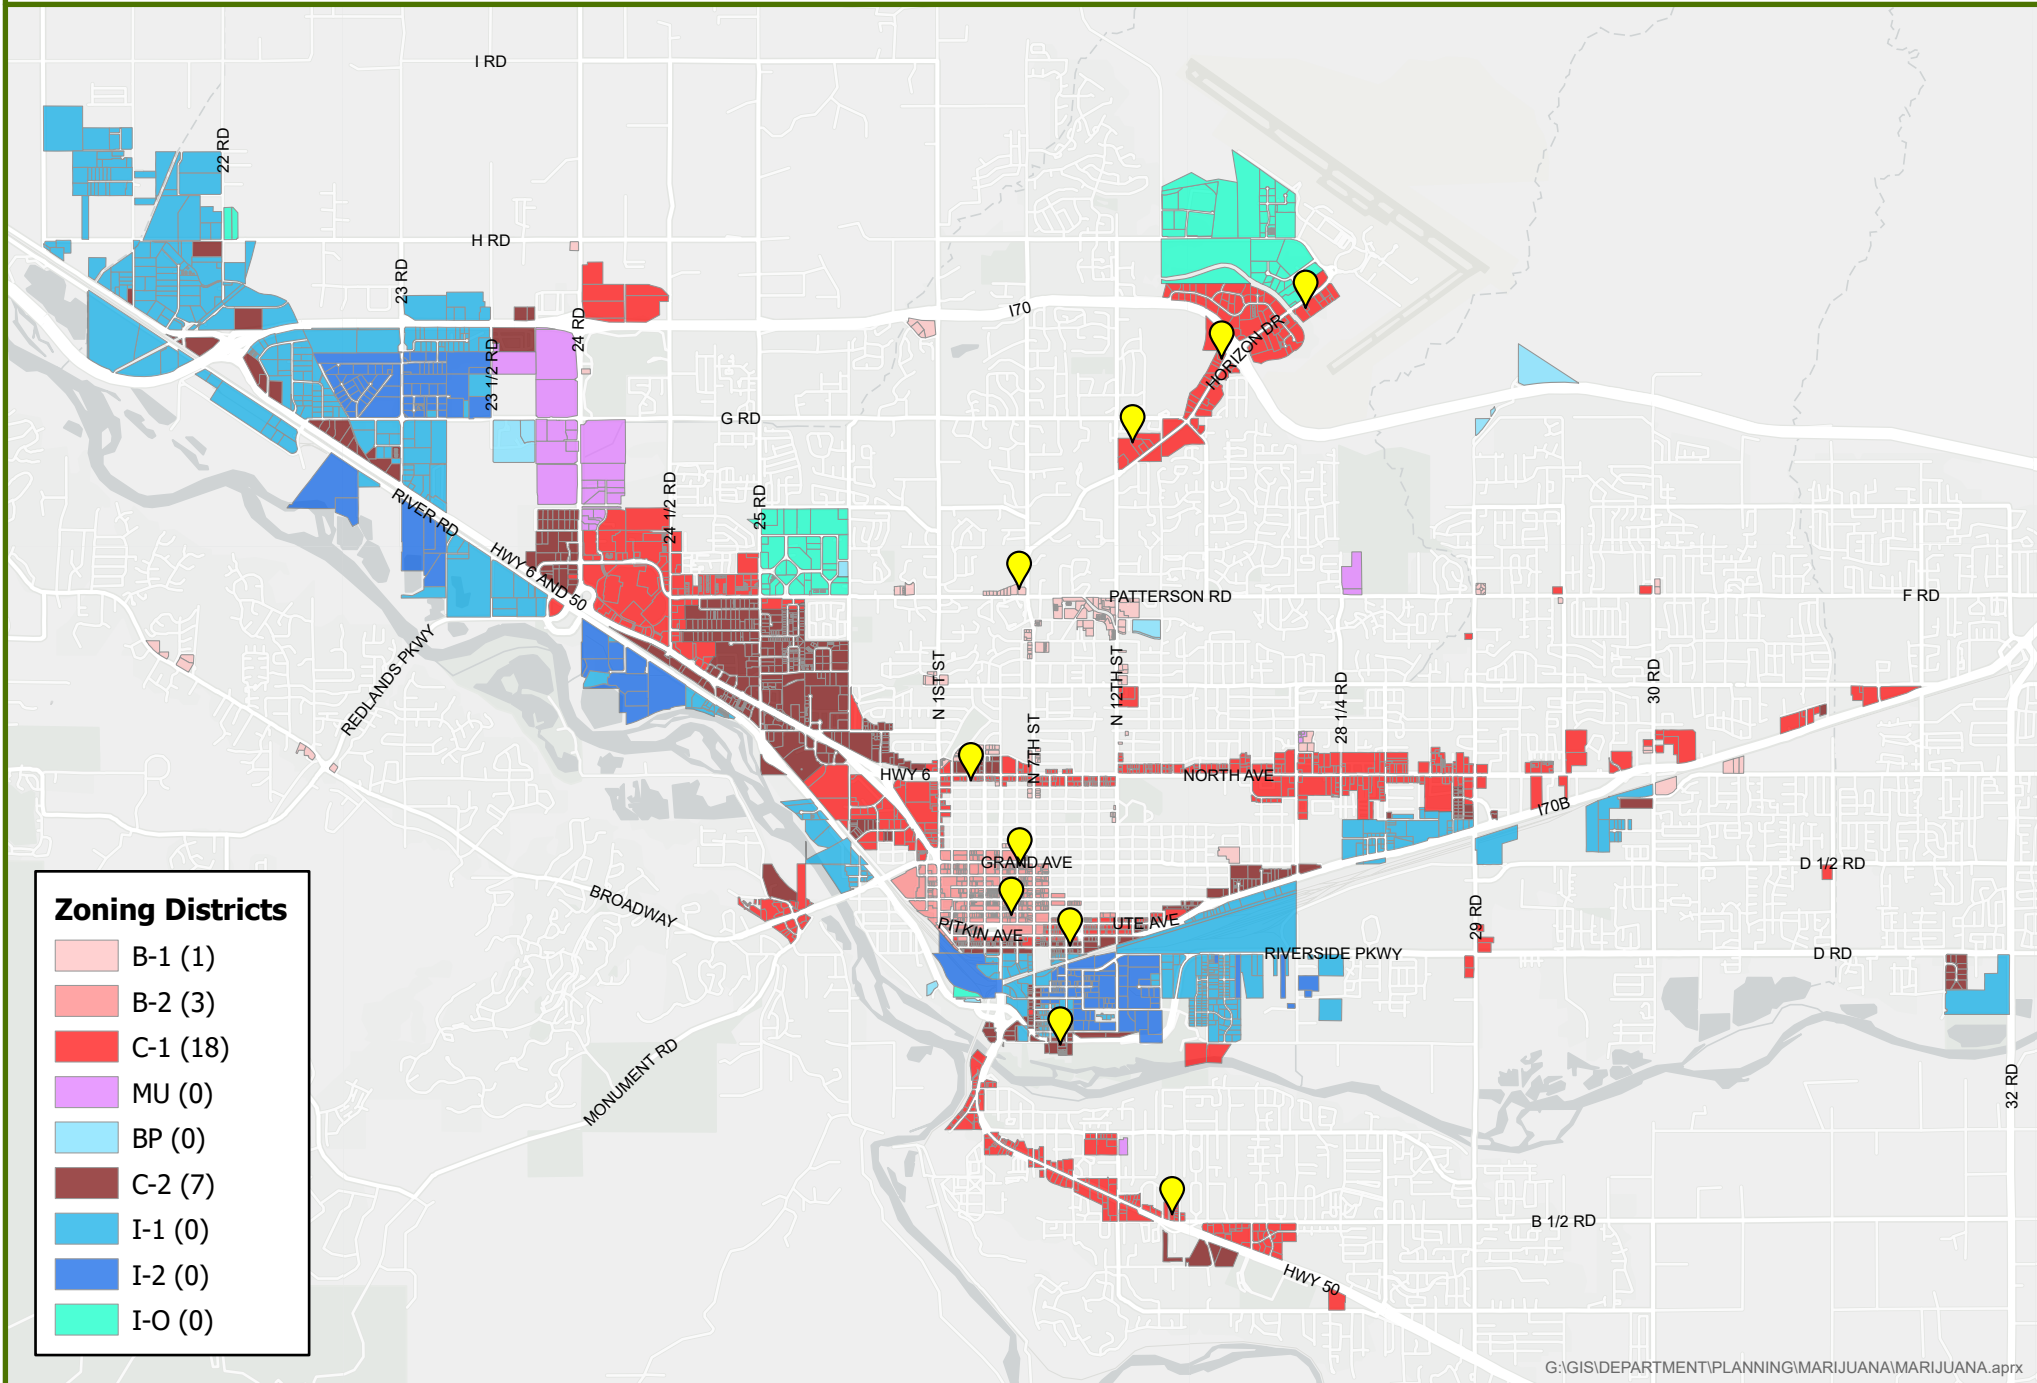 I RD
22 RD
H RD
23 RD
24 RD
I70
HORIZON DR
23 1/2 RD
G RD
24 1/2 RD
25 RD
RIVER RD
HWY 6 AND 50
PATTERSON RD
F RD
REDLANDS PKWY
N 1ST ST
N 12TH ST
N 7TH ST
28 1/4 RD
30 RD
HWY 6
NORTH AVE
I70B
GRAND AVE
D 1/2 RD
BROADWAY
PITKIN AVE
UTE AVE
29 RD
RIVERSIDE PKWY
D RD
MONUMENT RD
32 RD
B 1/2 RD
HWY 50
Zoning Districts
B-1 (1)
B-2 (3)
C-1 (18)
MU (0)
BP (0)
C-2 (7)
I-1 (0)
I-2 (0)
I-O (0)
G:\GIS\DEPARTMENT\PLANNING\MARIJUANA\MARIJUANA.aprx